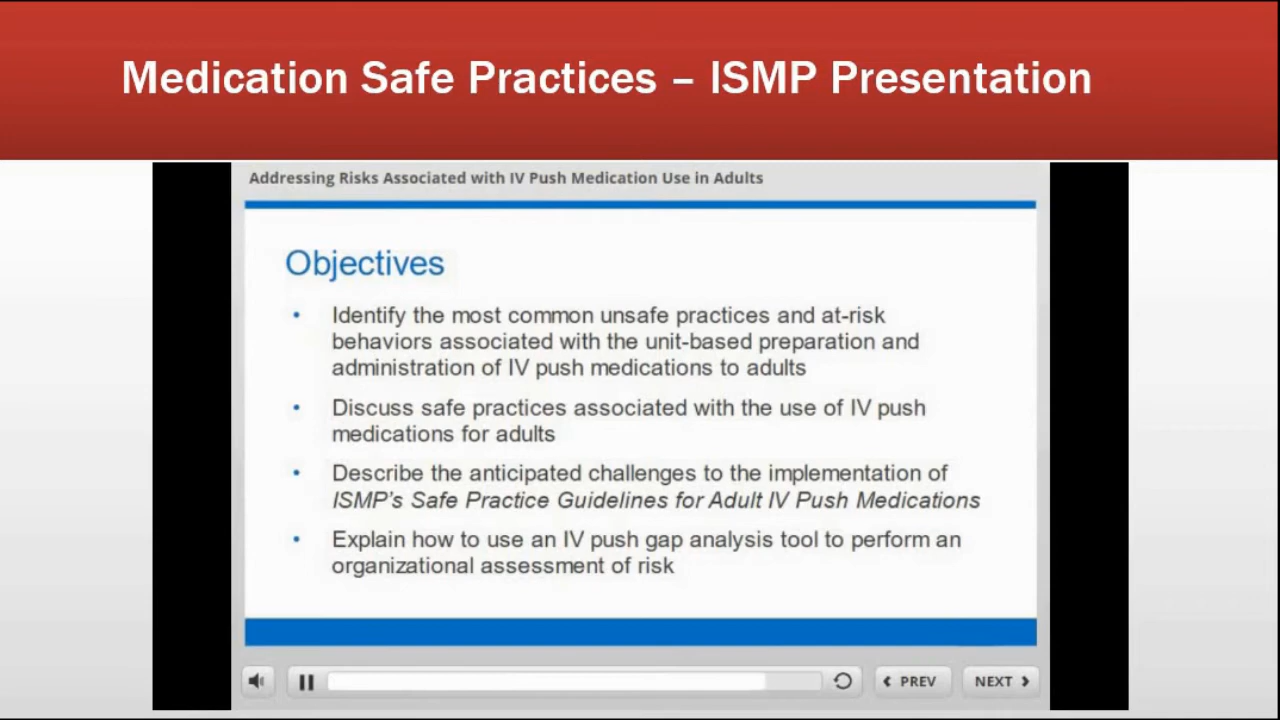 Medication Safe Practices – ISMP Presentation
Addressing Risks Associated with IV Push Medication Use in Adults
Objectives
• Identify the most common unsafe practices and at-risk
behaviors associated with the unit-based preparation and
administration of IV push medications to adults
• Discuss safe practices associated with the use of IV push
medications for adults
• Describe the anticipated challenges to the implementation of
ISMP's Safe Practice Guidelines for Adult IV Push Medications
• Explain how to use an IV push gap analysis tool to perform an
organizational assessment of risk
PREV NEXT